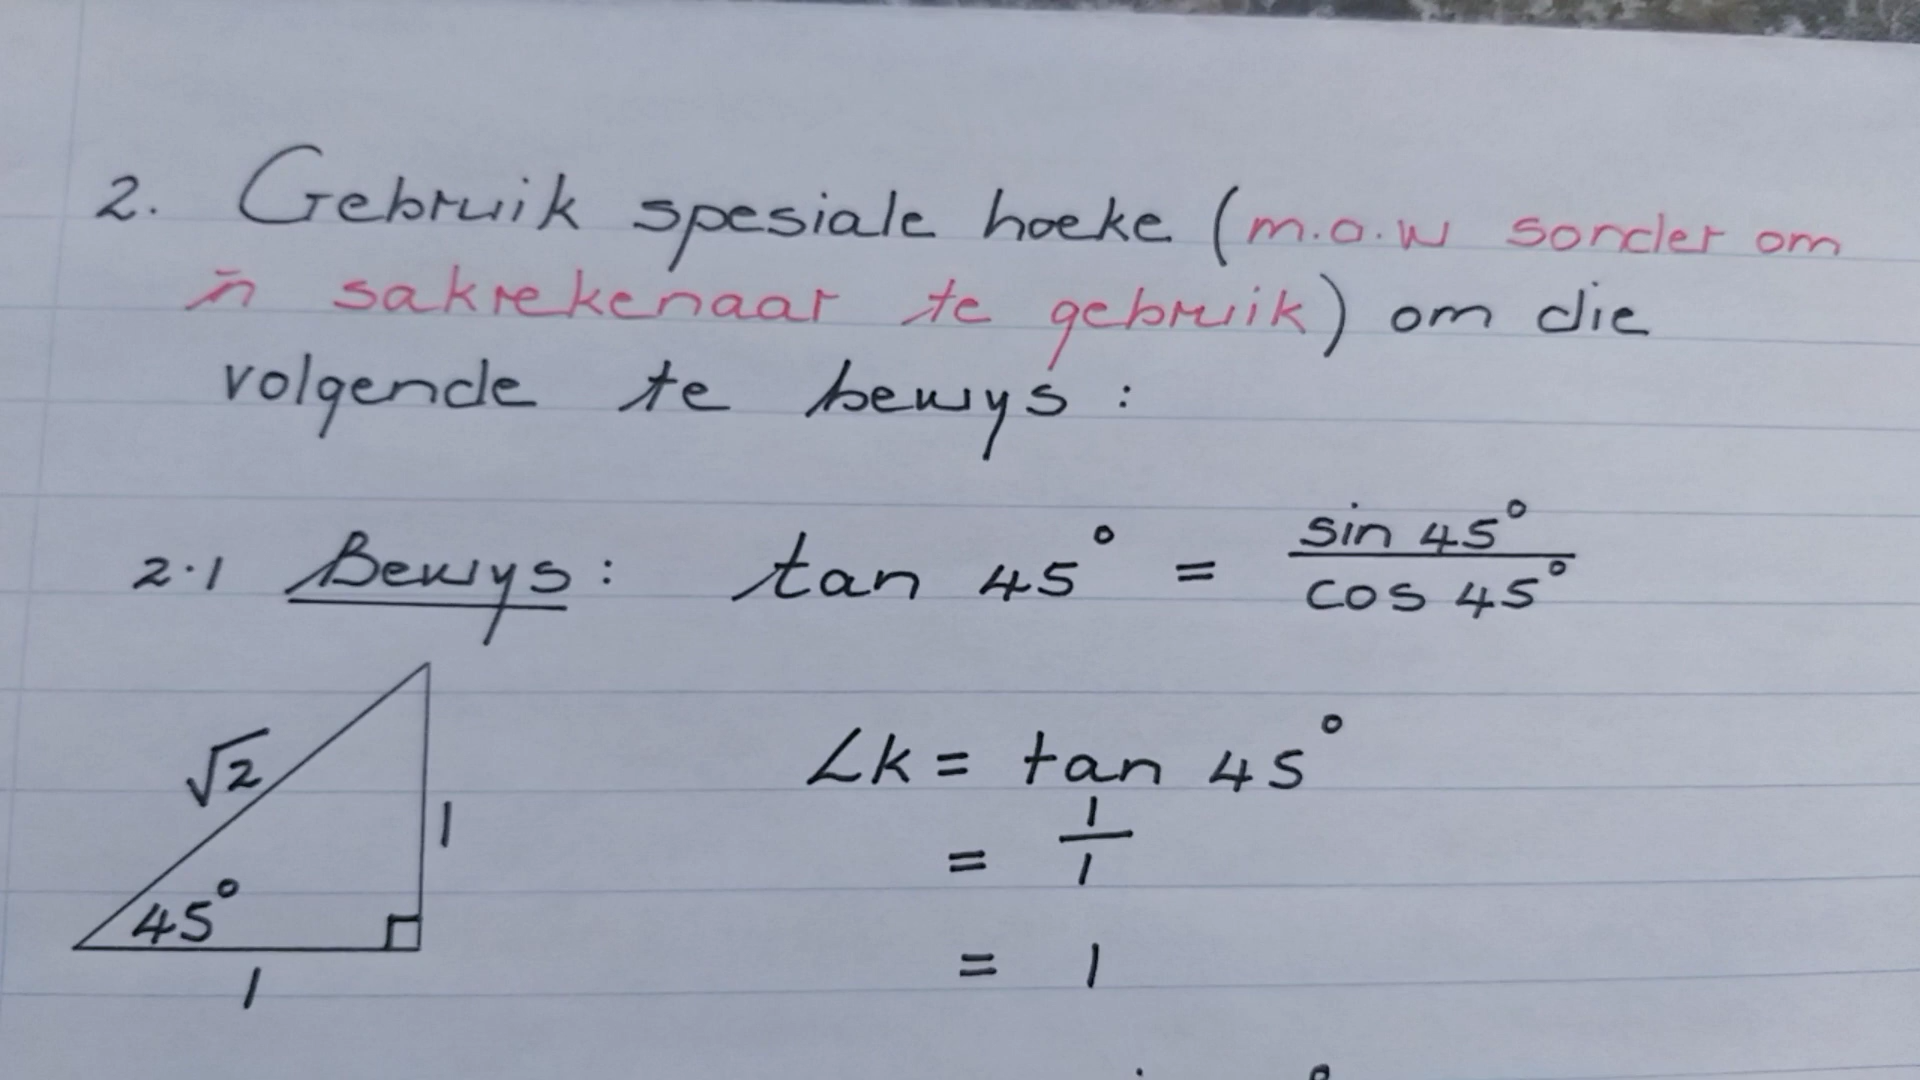 2. Gebruik spesiale hoeke (m.o.w sonder om
'n sakrekenaar te gebruik) om die
volgende te bewys :
2.1 Bewys : tan 45° = sin 45° / cos 45°
√2
1
45°
1
Lk = tan 45°
= 1/1
= 1